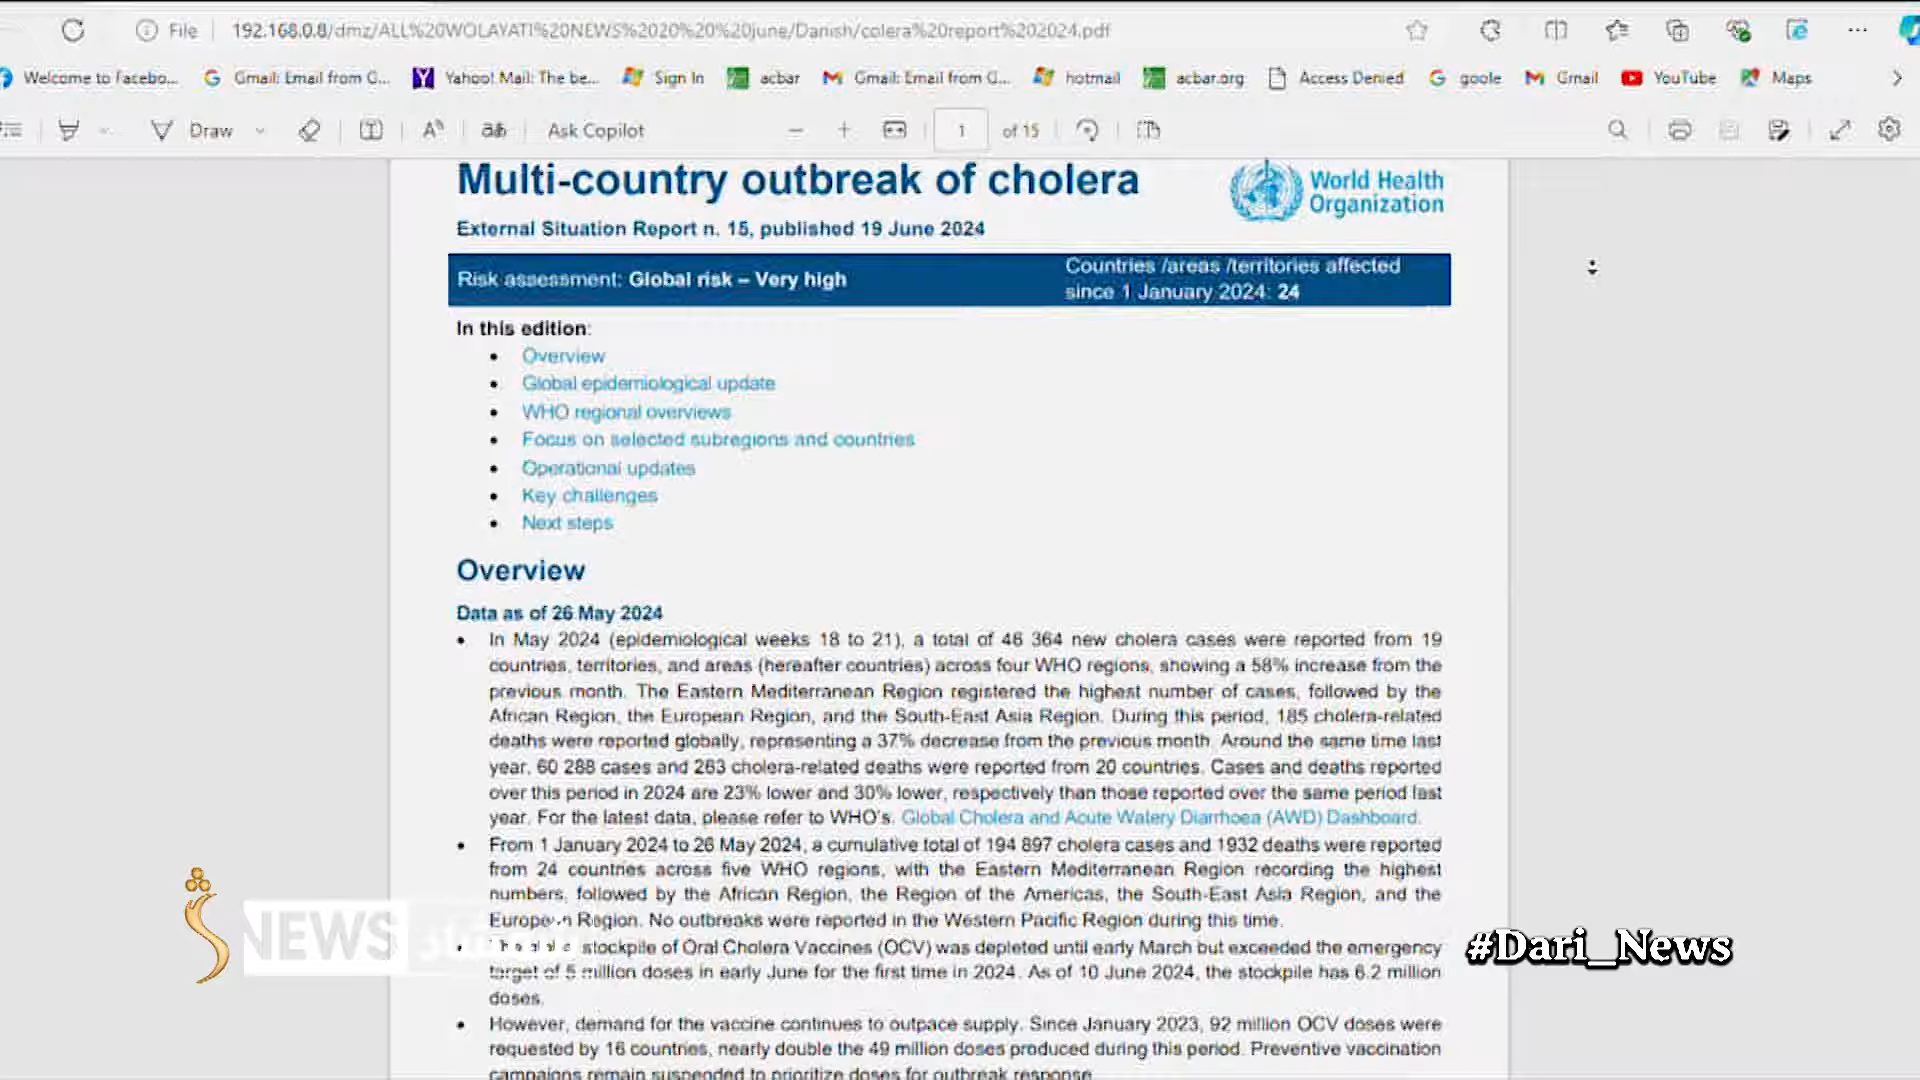 File 192.168.0.8/dmz/ALL%20WOLAYATI%20NEWS%2020%20%20june/Danish/colera%20report%202024.pdf
Welcome to Facebo... Gmail: Email from G... Yahoo! Mail: The be... Sign In acbar Gmail: Email from G... hotmail acbar.org Access Denied goole Gmail YouTube Maps
Draw Ask Copilot 1 of 15
Multi-country outbreak of cholera
World Health
Organization
External Situation Report n. 15, published 19 June 2024
Risk assessment: Global risk – Very high
Countries /areas /territories affected
since 1 January 2024: 24
In this edition:
• Overview
• Global epidemiological update
• WHO regional overviews
• Focus on selected subregions and countries
• Operational updates
• Key challenges
• Next steps
Overview
Data as of 26 May 2024
• In May 2024 (epidemiological weeks 18 to 21), a total of 46 364 new cholera cases were reported from 19
countries, territories, and areas (hereafter countries) across four WHO regions, showing a 58% increase from the
previous month. The Eastern Mediterranean Region registered the highest number of cases, followed by the
African Region, the European Region, and the South-East Asia Region. During this period, 185 cholera-related
deaths were reported globally, representing a 37% decrease from the previous month. Around the same time last
year, 60 288 cases and 263 cholera-related deaths were reported from 20 countries. Cases and deaths reported
over this period in 2024 are 23% lower and 30% lower, respectively than those reported over the same period last
year. For the latest data, please refer to WHO's. Global Cholera and Acute Watery Diarrhoea (AWD) Dashboard.
• From 1 January 2024 to 26 May 2024, a cumulative total of 194 897 cholera cases and 1932 deaths were reported
from 24 countries across five WHO regions, with the Eastern Mediterranean Region recording the highest
numbers, followed by the African Region, the Region of the Americas, the South-East Asia Region, and the
European Region. No outbreaks were reported in the Western Pacific Region during this time.
• stockpile of Oral Cholera Vaccines (OCV) was depleted until early March but exceeded the emergency
target of 5 million doses in early June for the first time in 2024. As of 10 June 2024, the stockpile has 6.2 million
doses.
• However, demand for the vaccine continues to outpace supply. Since January 2023, 92 million OCV doses were
requested by 16 countries, nearly double the 49 million doses produced during this period. Preventive vaccination
campaigns remain suspended to prioritize doses for outbreak response.
NEWS
#Dari_News